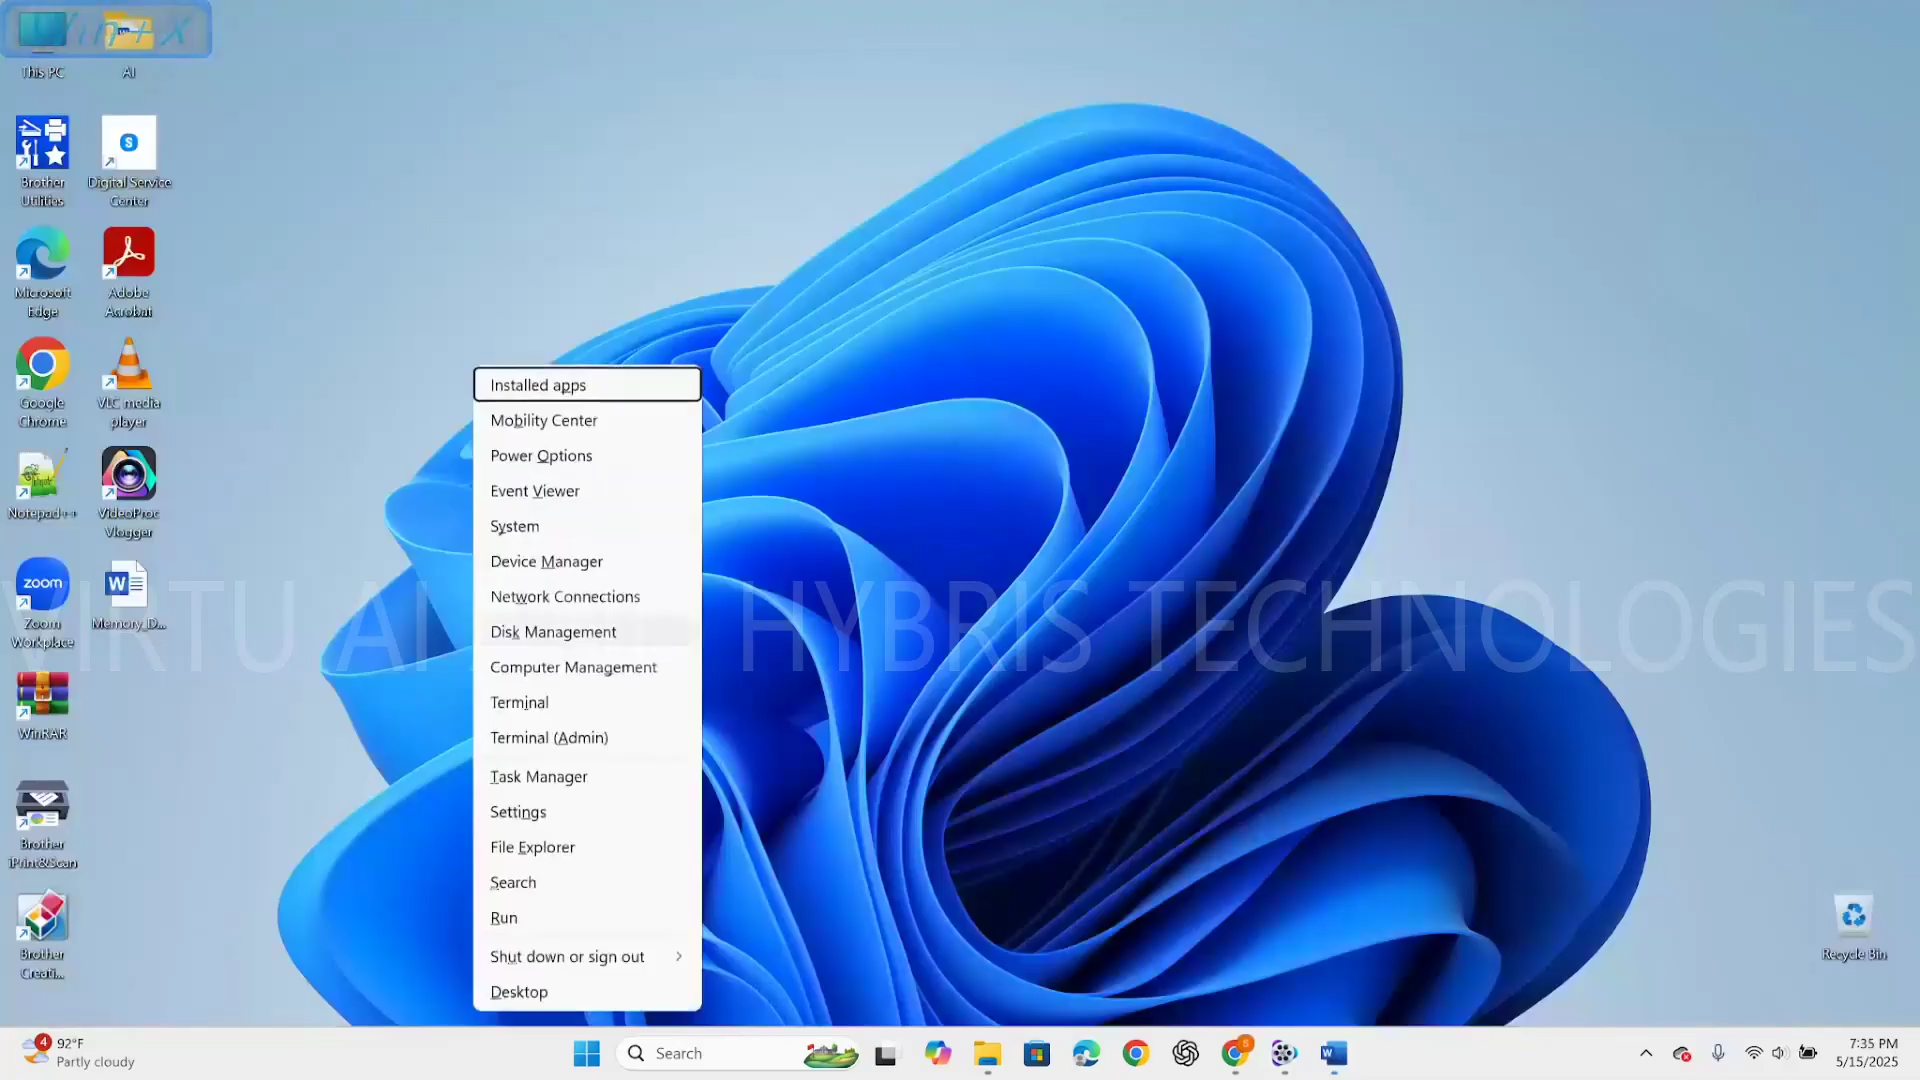 Win+X
This PC
AI
Brother
Utilities
Digital Service
Center
Microsoft
Edge
Adobe
Acrobat
Google
Chrome
VLC media
player
Notepad++
VideoProc
Vlogger
zoom
Zoom
Workplace
Memory_D...
WinRAR
Brother
iPrint&Scan
Brother
Creati...
Installed apps
Mobility Center
Power Options
Event Viewer
System
Device Manager
Network Connections
Disk Management
Computer Management
Terminal
Terminal (Admin)
Task Manager
Settings
File Explorer
Search
Run
Shut down or sign out
Desktop
VIRTU AI HYBRIS TECHNOLOGIES
Recycle Bin
4
92°F
Partly cloudy
Search
7:35 PM
5/15/2025